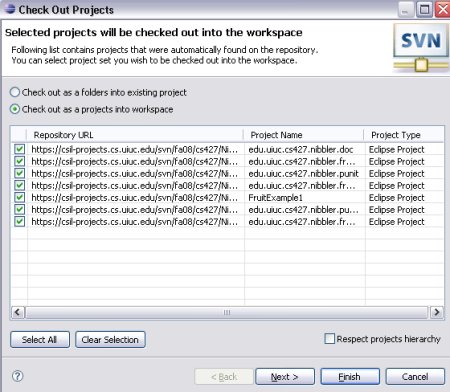 Check Out Projects
Selected projects will be checked out into the workspace
Following list contains projects that were automatically found on the repository.
You can select project set you wish to be checked out into the workspace.
SVN
Check out as a folders into existing project
Check out as a projects into workspace
Repository URL Project Name Project Type
https://csil-projects.cs.uiuc.edu/svn/fa08/cs427/Ni... edu.uiuc.cs427.nibbler.doc Eclipse Project
https://csil-projects.cs.uiuc.edu/svn/fa08/cs427/Ni... edu.uiuc.cs427.nibbler.fr... Eclipse Project
https://csil-projects.cs.uiuc.edu/svn/fa08/cs427/Ni... edu.uiuc.cs427.nibbler.punit Eclipse Project
https://csil-projects.cs.uiuc.edu/svn/fa08/cs427/Ni... edu.uiuc.cs427.nibbler.fr... Eclipse Project
https://csil-projects.cs.uiuc.edu/svn/fa08/cs427/Ni... FruitExample1 Eclipse Project
https://csil-projects.cs.uiuc.edu/svn/fa08/cs427/Ni... edu.uiuc.cs427.nibbler.pu... Eclipse Project
https://csil-projects.cs.uiuc.edu/svn/fa08/cs427/Ni... edu.uiuc.cs427.nibbler.fr... Eclipse Project
Select All Clear Selection Respect projects hierarchy
? < Back Next > Finish Cancel